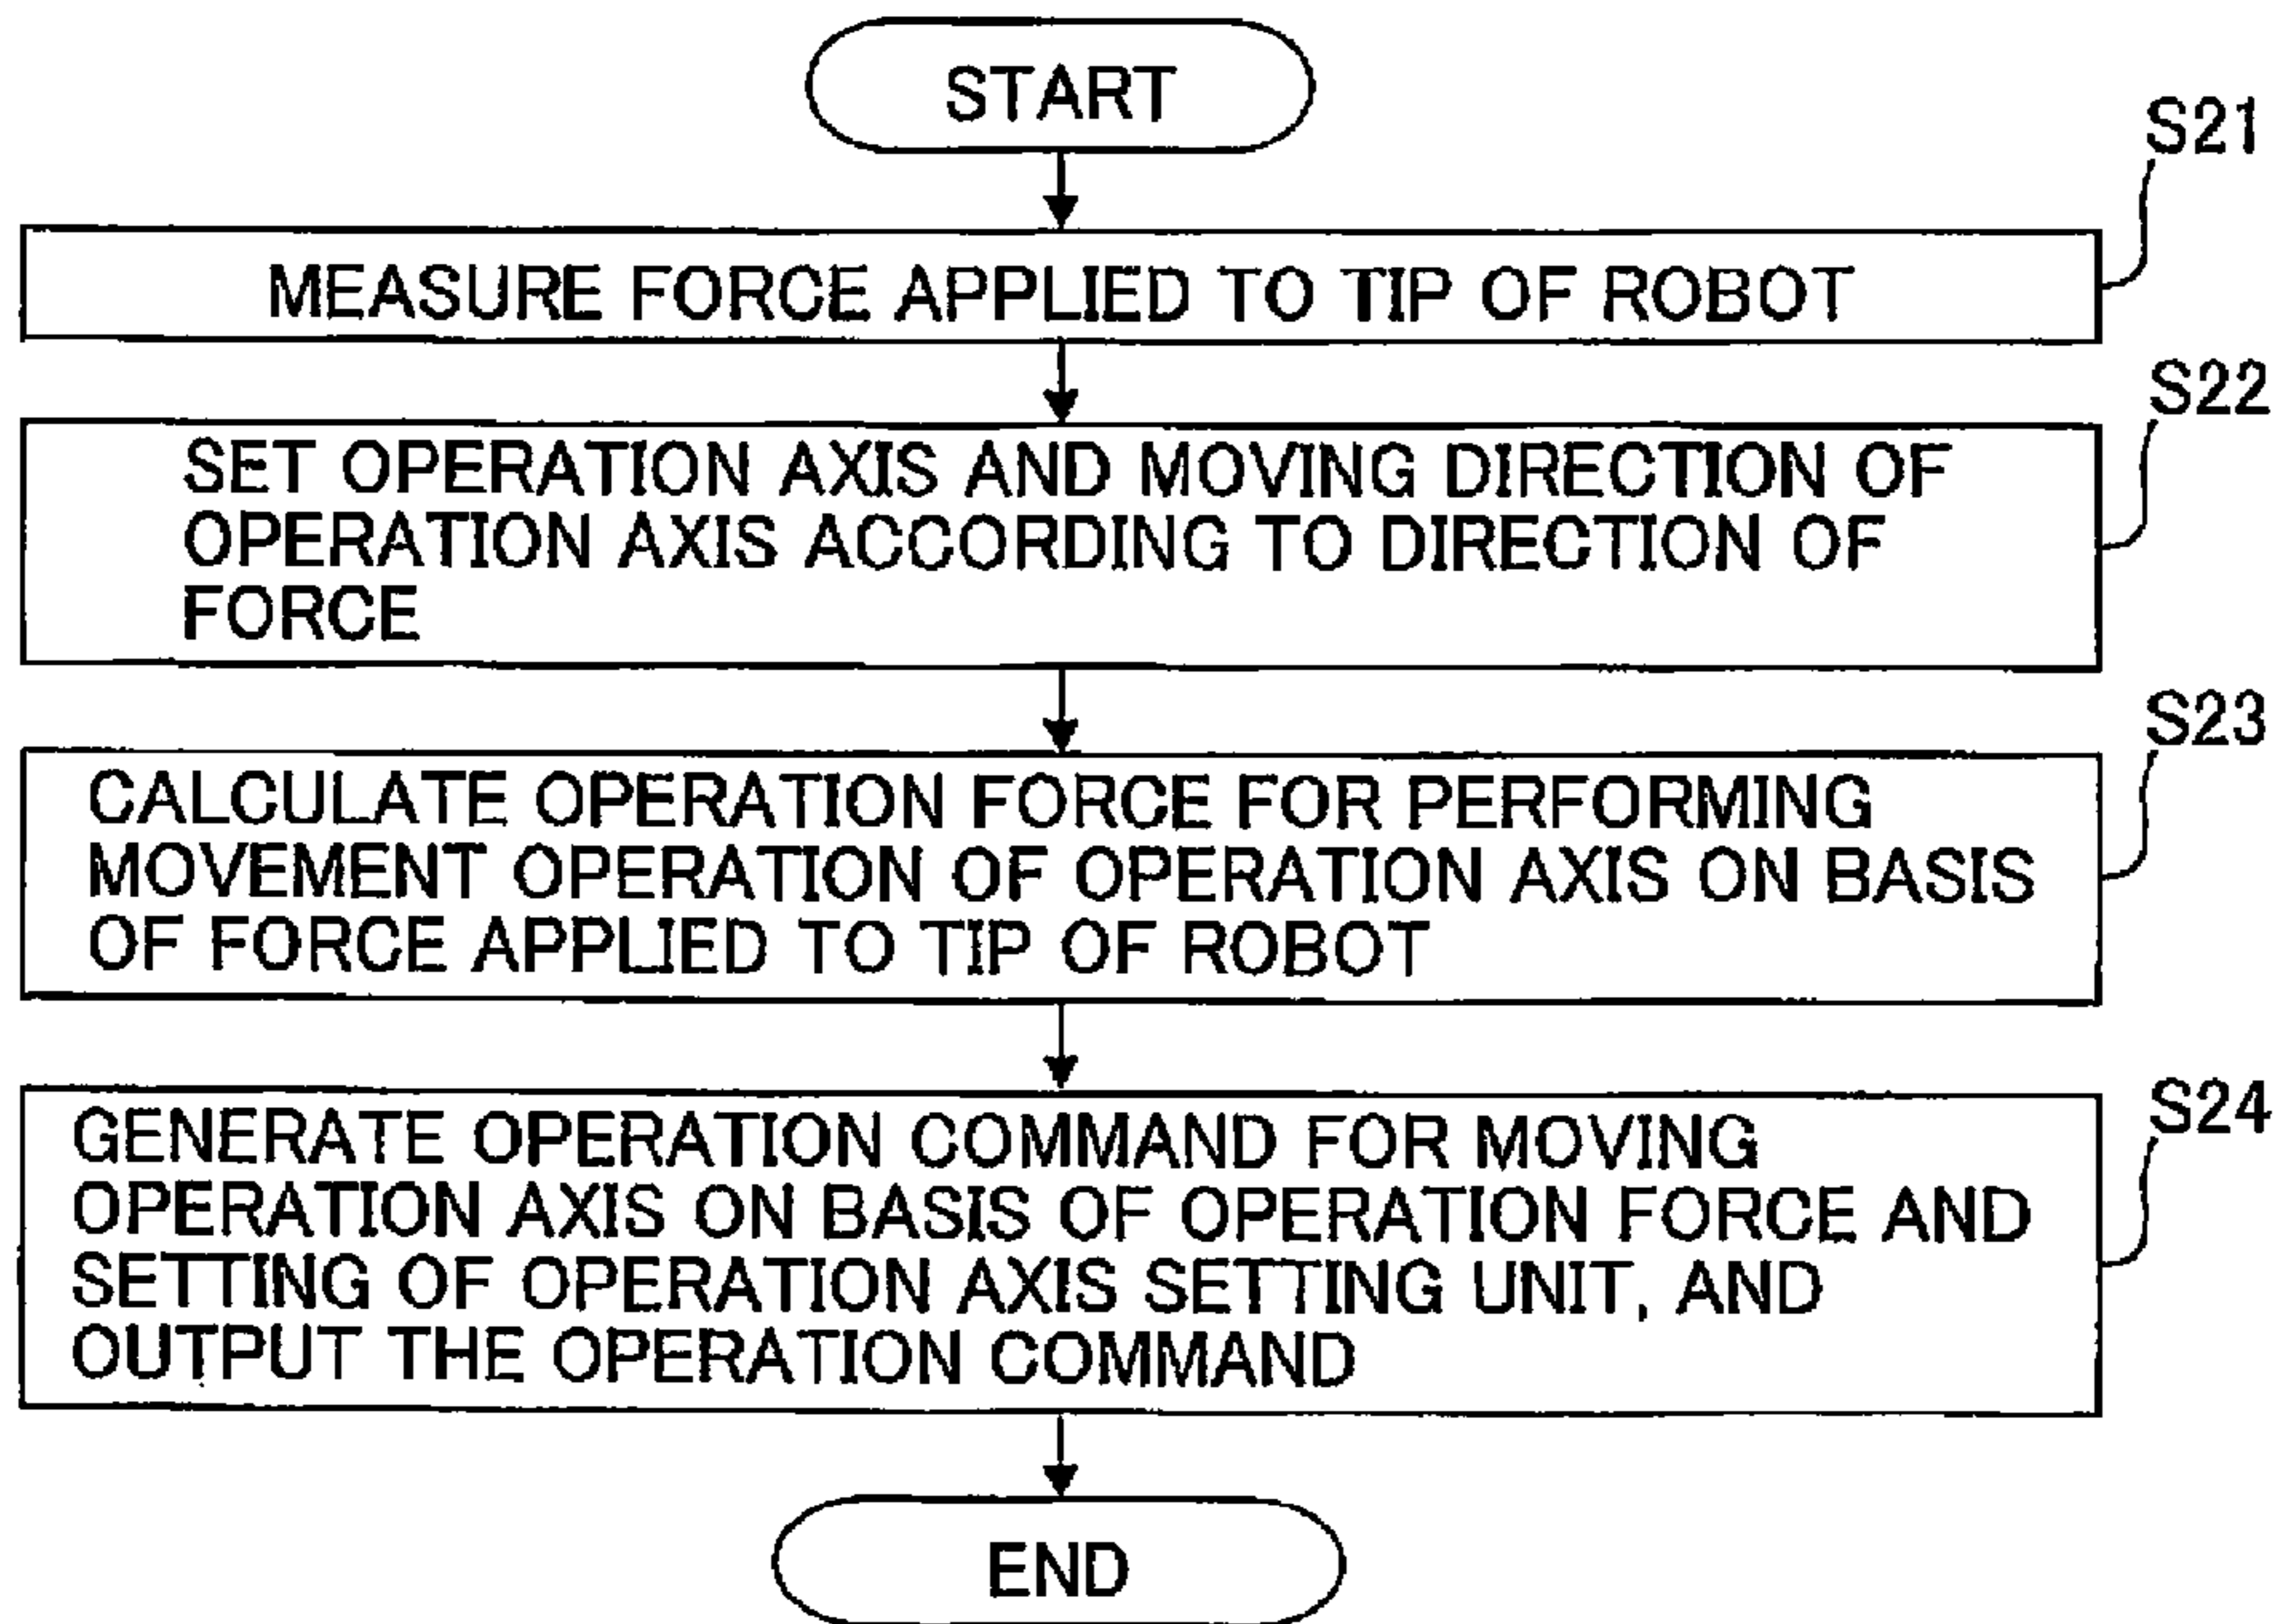 START
S21
MEASURE FORCE APPLIED TO TIP OF ROBOT
S22
SET OPERATION AXIS AND MOVING DIRECTION OF
OPERATION AXIS ACCORDING TO DIRECTION OF
FORCE
S23
CALCULATE OPERATION FORCE FOR PERFORMING
MOVEMENT OPERATION OF OPERATION AXIS ON BASIS
OF FORCE APPLIED TO TIP OF ROBOT
S24
GENERATE OPERATION COMMAND FOR MOVING
OPERATION AXIS ON BASIS OF OPERATION FORCE AND
SETTING OF OPERATION AXIS SETTING UNIT, AND
OUTPUT THE OPERATION COMMAND
END